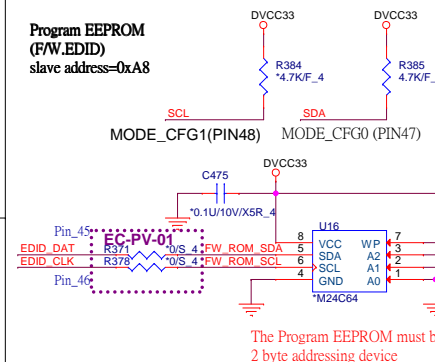 Program EEPROM
(F/W.EDID)
slave address=0xA8
DVCC33
DVCC33
R384
*4.7K/F_4
R385
4.7K/F_
SCL
SDA
MODE_CFG1(PIN48)
MODE_CFG0 (PIN47)
DVCC33
C475
*0.1U/10V/X5R_4
U16
Pin_45
EC-PV-01
EDID_DAT
R371
*0/S_4
FW_ROM_SDA
EDID_CLK
R378
*0/S_4
FW_ROM_SCL
Pin_46
8 VCC WP 7
5 SDA A2 3
6 SCL A1 2
4 GND A0 1
*M24C64
The Program EEPROM must b
2 byte addressing device